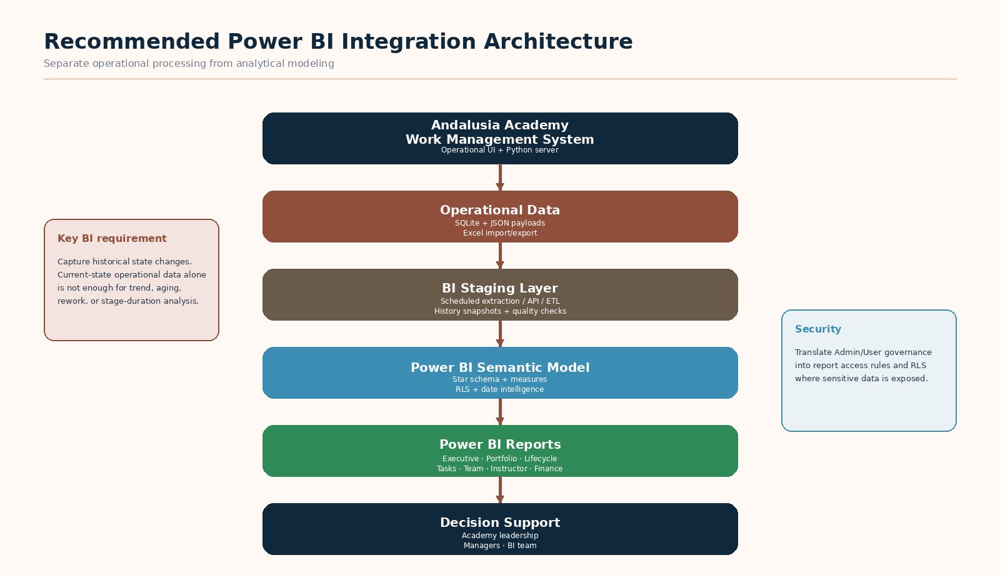 Recommended Power BI Integration Architecture
Separate operational processing from analytical modeling
Andalusia Academy
Work Management System
Operational UI + Python server
Operational Data
SQLite + JSON payloads
Excel import/export
Key BI requirement
Capture historical state changes.
Current-state operational data alone
is not enough for trend, aging,
rework, or stage-duration analysis.
BI Staging Layer
Scheduled extraction / API / ETL
History snapshots + quality checks
Security
Translate Admin/User governance
into report access rules and RLS
where sensitive data is exposed.
Power BI Semantic Model
Star schema + measures
RLS + date intelligence
Power BI Reports
Executive · Portfolio · Lifecycle
Tasks · Team · Instructor · Finance
Decision Support
Academy leadership
Managers · BI team